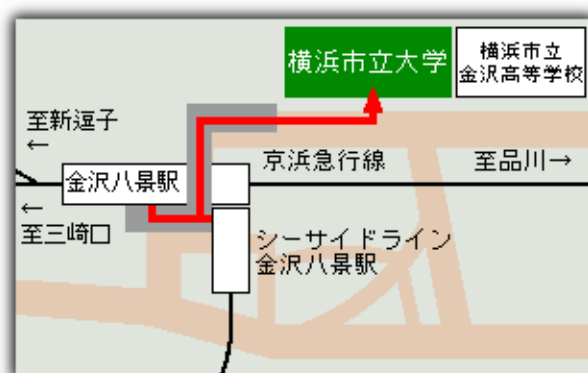 横浜市立大学
横浜市立
金沢高等学校
至新逗子
←
京浜急行線
至品川→
金沢八景駅
←
至三崎口
シーサイドライン
金沢八景駅